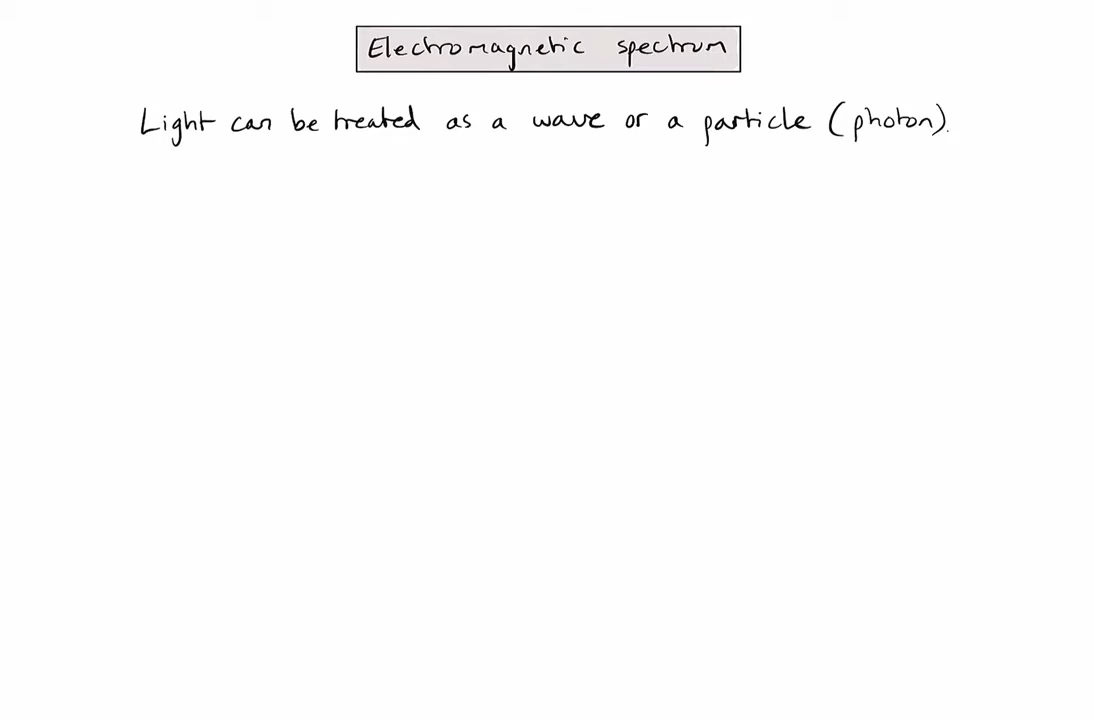 Electromagnetic spectrum
Light can be treated as a wave or a particle (photon).